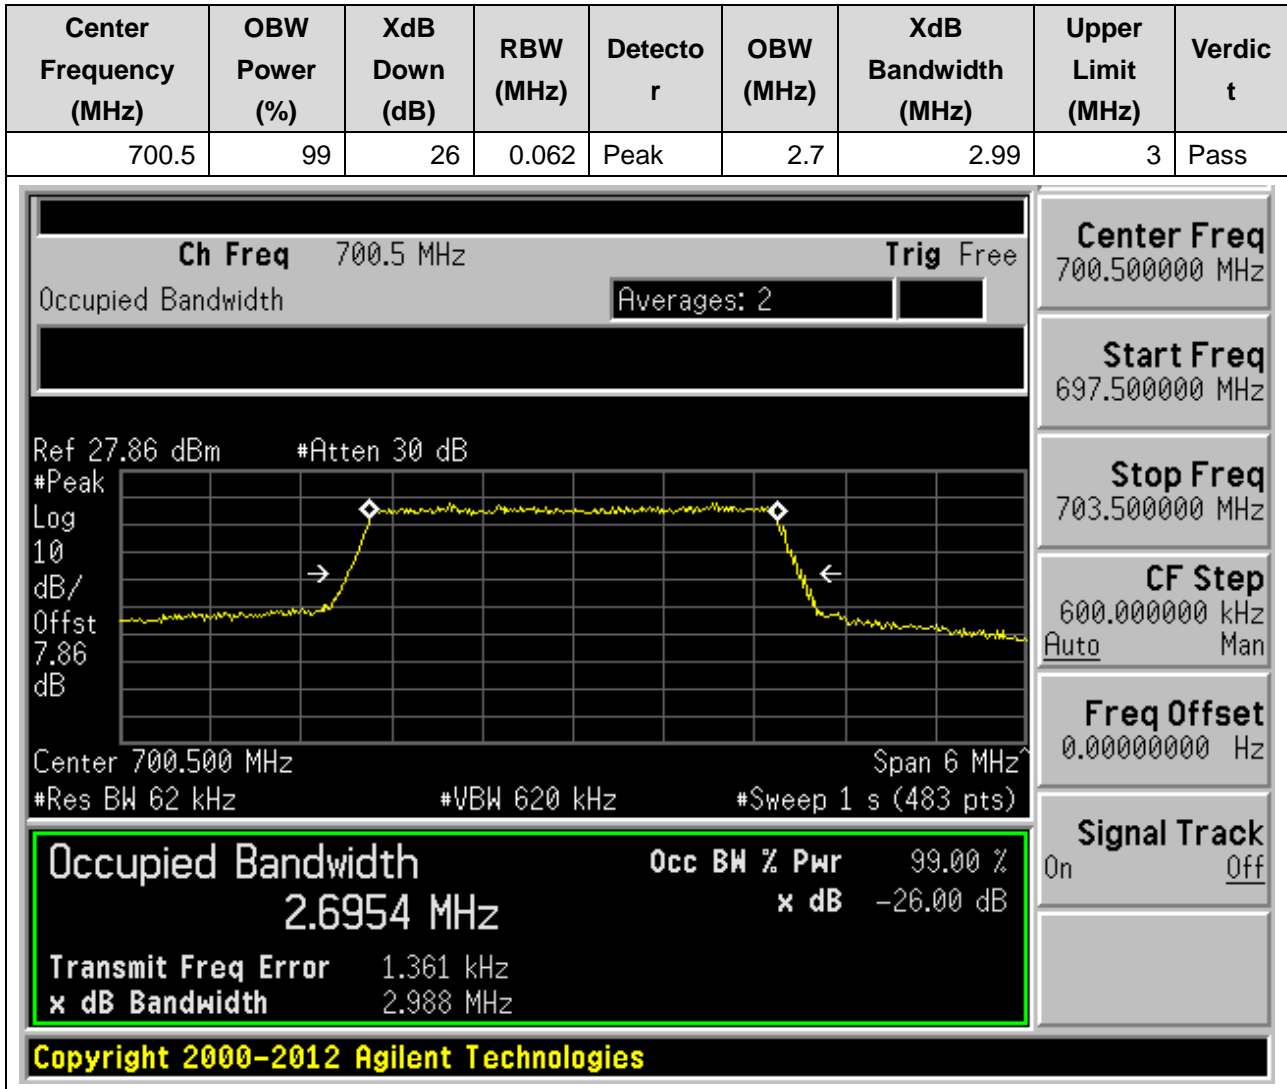 Center Frequency (MHz) OBW Power (%) XdB Down (dB) RBW (MHz) Detecto r OBW (MHz) XdB Bandwidth (MHz) Upper Limit (MHz) Verdic t
700.5 99 26 0.062 Peak 2.7 2.99 3 Pass
Ch Freq 700.5 MHz Trig Free
Occupied Bandwidth Averages: 2
Ref 27.86 dBm #Atten 30 dB
#Peak
Log
10
dB/
Offst
7.86
dB
Center 700.500 MHz Span 6 MHz^
#Res BW 62 kHz #VBW 620 kHz #Sweep 1 s (483 pts)
Occupied Bandwidth Occ BW % Pwr 99.00 %
2.6954 MHz x dB -26.00 dB
Transmit Freq Error 1.361 kHz
x dB Bandwidth 2.988 MHz
Copyright 2000-2012 Agilent Technologies
Center Freq
700.500000 MHz
Start Freq
697.500000 MHz
Stop Freq
703.500000 MHz
CF Step
600.000000 kHz
Auto Man
Freq Offset
0.00000000 Hz
Signal Track
On Off